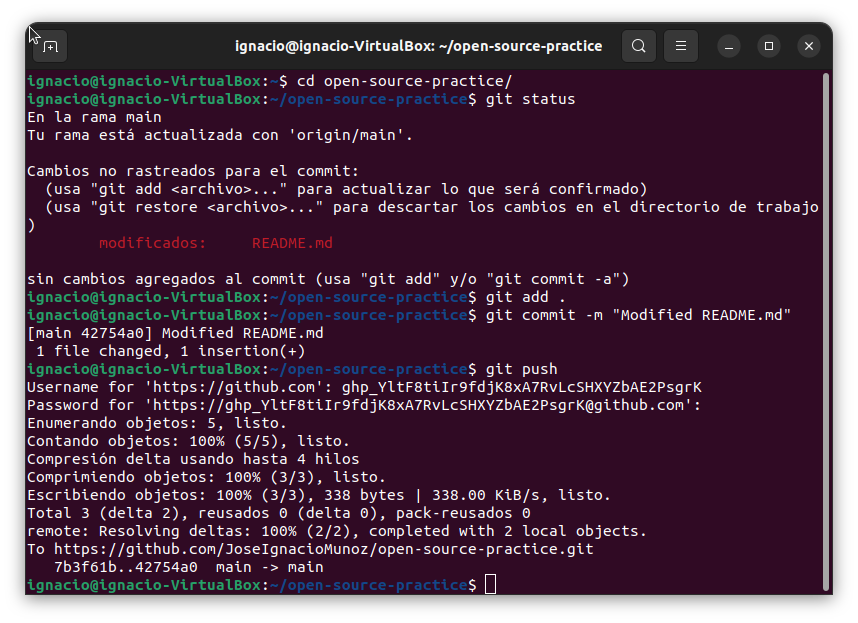 ignacio@ignacio-VirtualBox: ~/open-source-practice
ignacio@ignacio-VirtualBox:~$ cd open-source-practice/
ignacio@ignacio-VirtualBox:~/open-source-practice$ git status
En la rama main
Tu rama está actualizada con 'origin/main'.
Cambios no rastreados para el commit:
(usa "git add <archivo>..." para actualizar lo que será confirmado)
(usa "git restore <archivo>..." para descartar los cambios en el directorio de trabajo
)
modificados:     README.md
sin cambios agregados al commit (usa "git add" y/o "git commit -a")
ignacio@ignacio-VirtualBox:~/open-source-practice$ git add .
ignacio@ignacio-VirtualBox:~/open-source-practice$ git commit -m "Modified README.md"
[main 42754a0] Modified README.md
1 file changed, 1 insertion(+)
ignacio@ignacio-VirtualBox:~/open-source-practice$ git push
Username for 'https://github.com': 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
Password for 'https://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@github.com':
Enumerando objetos: 5, listo.
Contando objetos: 100% (5/5), listo.
Compresión delta usando hasta 4 hilos
Comprimiendo objetos: 100% (3/3), listo.
Escribiendo objetos: 100% (3/3), 338 bytes | 338.00 KiB/s, listo.
Total 3 (delta 2), reusados 0 (delta 0), pack-reusados 0
remote: Resolving deltas: 100% (2/2), completed with 2 local objects.
To https://github.com/JoseIgnacioMunoz/open-source-practice.git
7b3f61b..42754a0  main -> main
ignacio@ignacio-VirtualBox:~/open-source-practice$